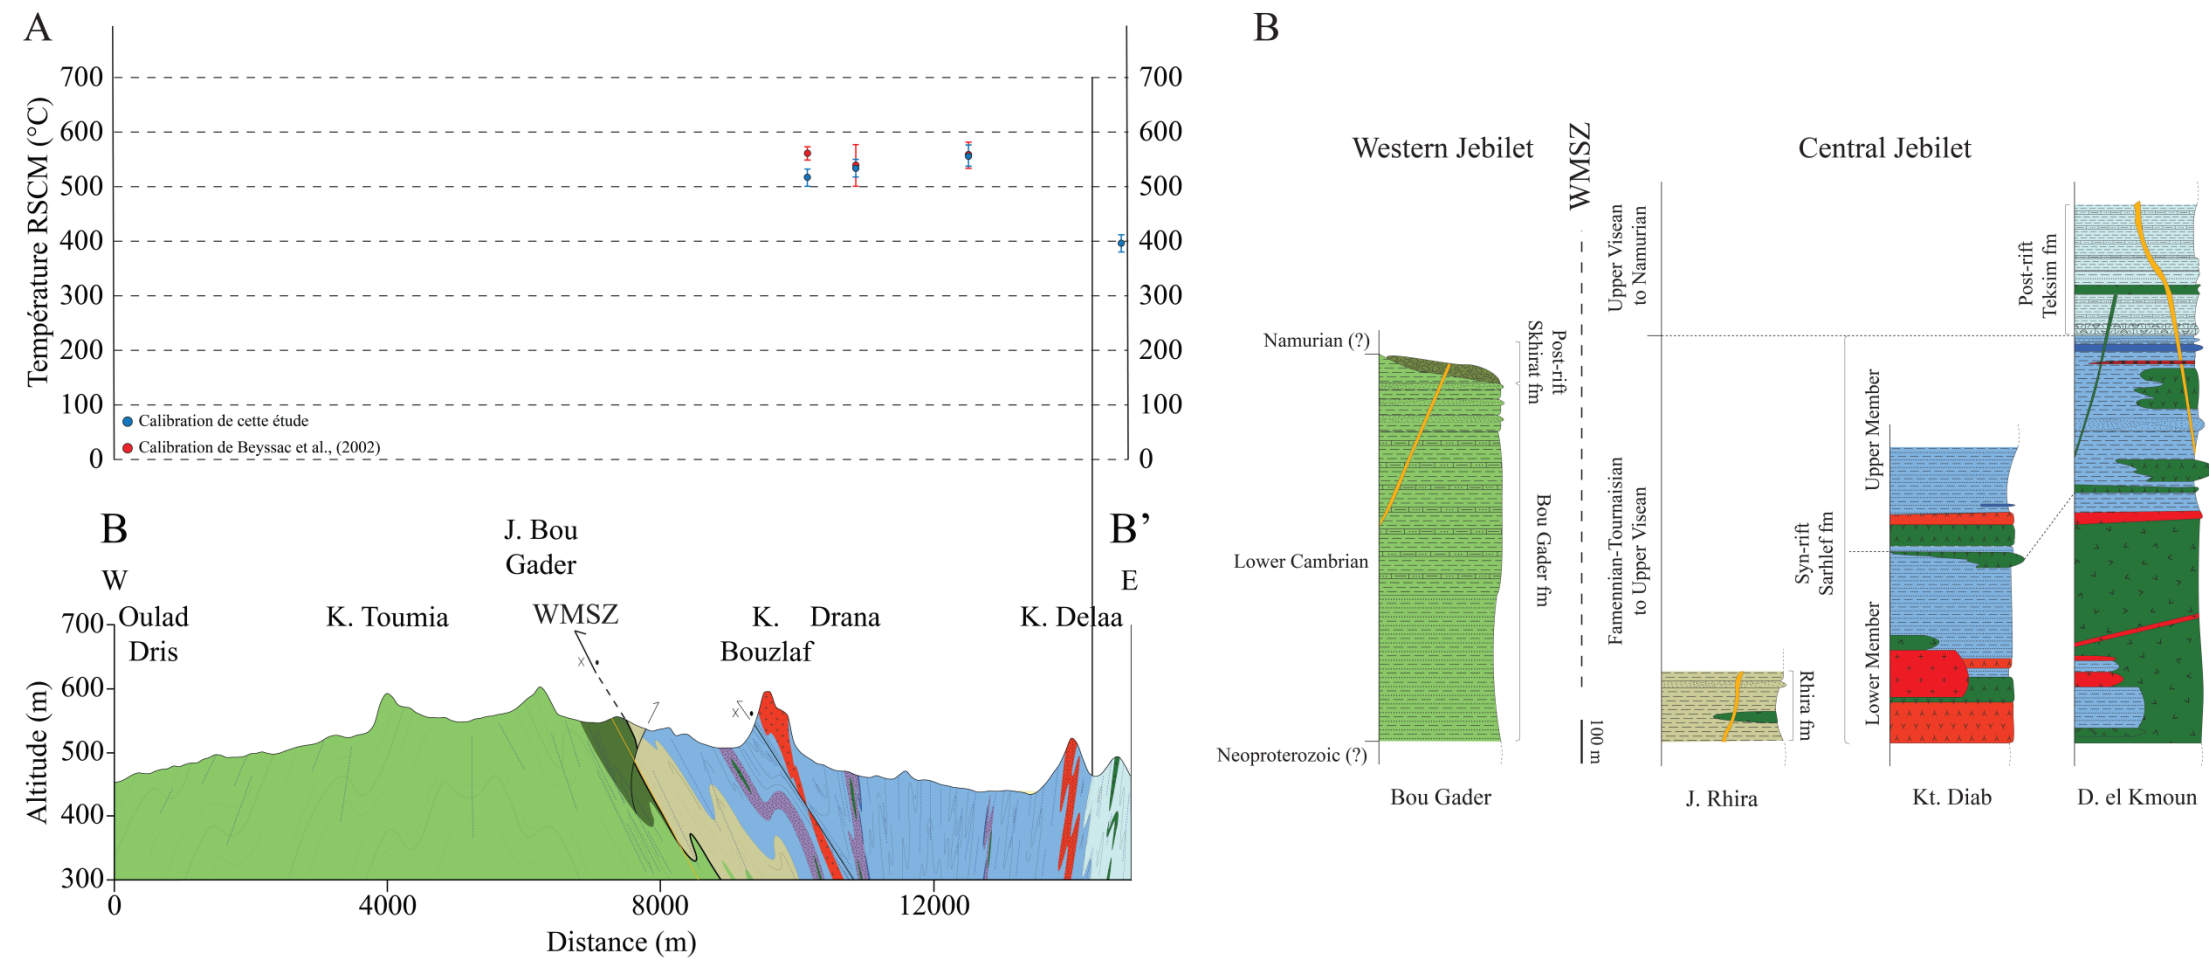 A
700
600
500
400
300
200
100
0
Température RSCM (°C)
700
600
500
400
300
200
100
0
Calibration de cette étude
Calibration de Beyssac et al., (2002)
B
B’
W
E
J. Bou
Gader
Oulad
Dris
K. Toumia
WMSZ
K.
Bouzlaf
Drana
K. Delaa
x
x
700
600
500
400
300
Altitude (m)
0
4000
8000
12000
Distance (m)
B
Western Jebilet
WMSZ
Central Jebilet
Namurian (?)
Lower Cambrian
Neoproterozoic (?)
Post-rift
Skhirat fm
Bou Gader fm
Bou Gader
100 m
Upper Visean
to Namurian
Famennian-Tournaisian
to Upper Visean
Rhira fm
J. Rhira
Syn-rift
Sarhlef fm
Upper Member
Lower Member
Kt. Diab
Post-rift
Teksim fm
D. el Kmoun